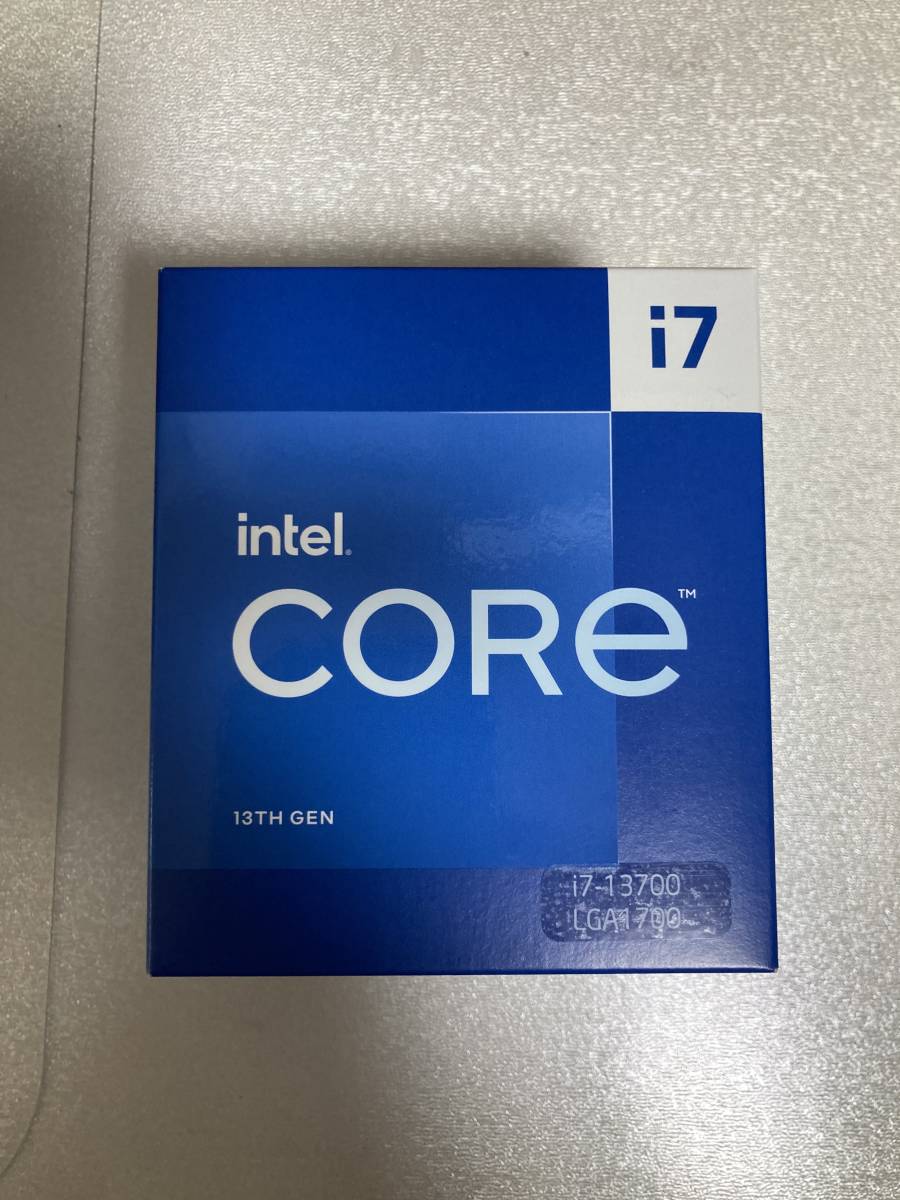 i7
intel.
CORe™
13TH GEN
i7-13700
LGA1700